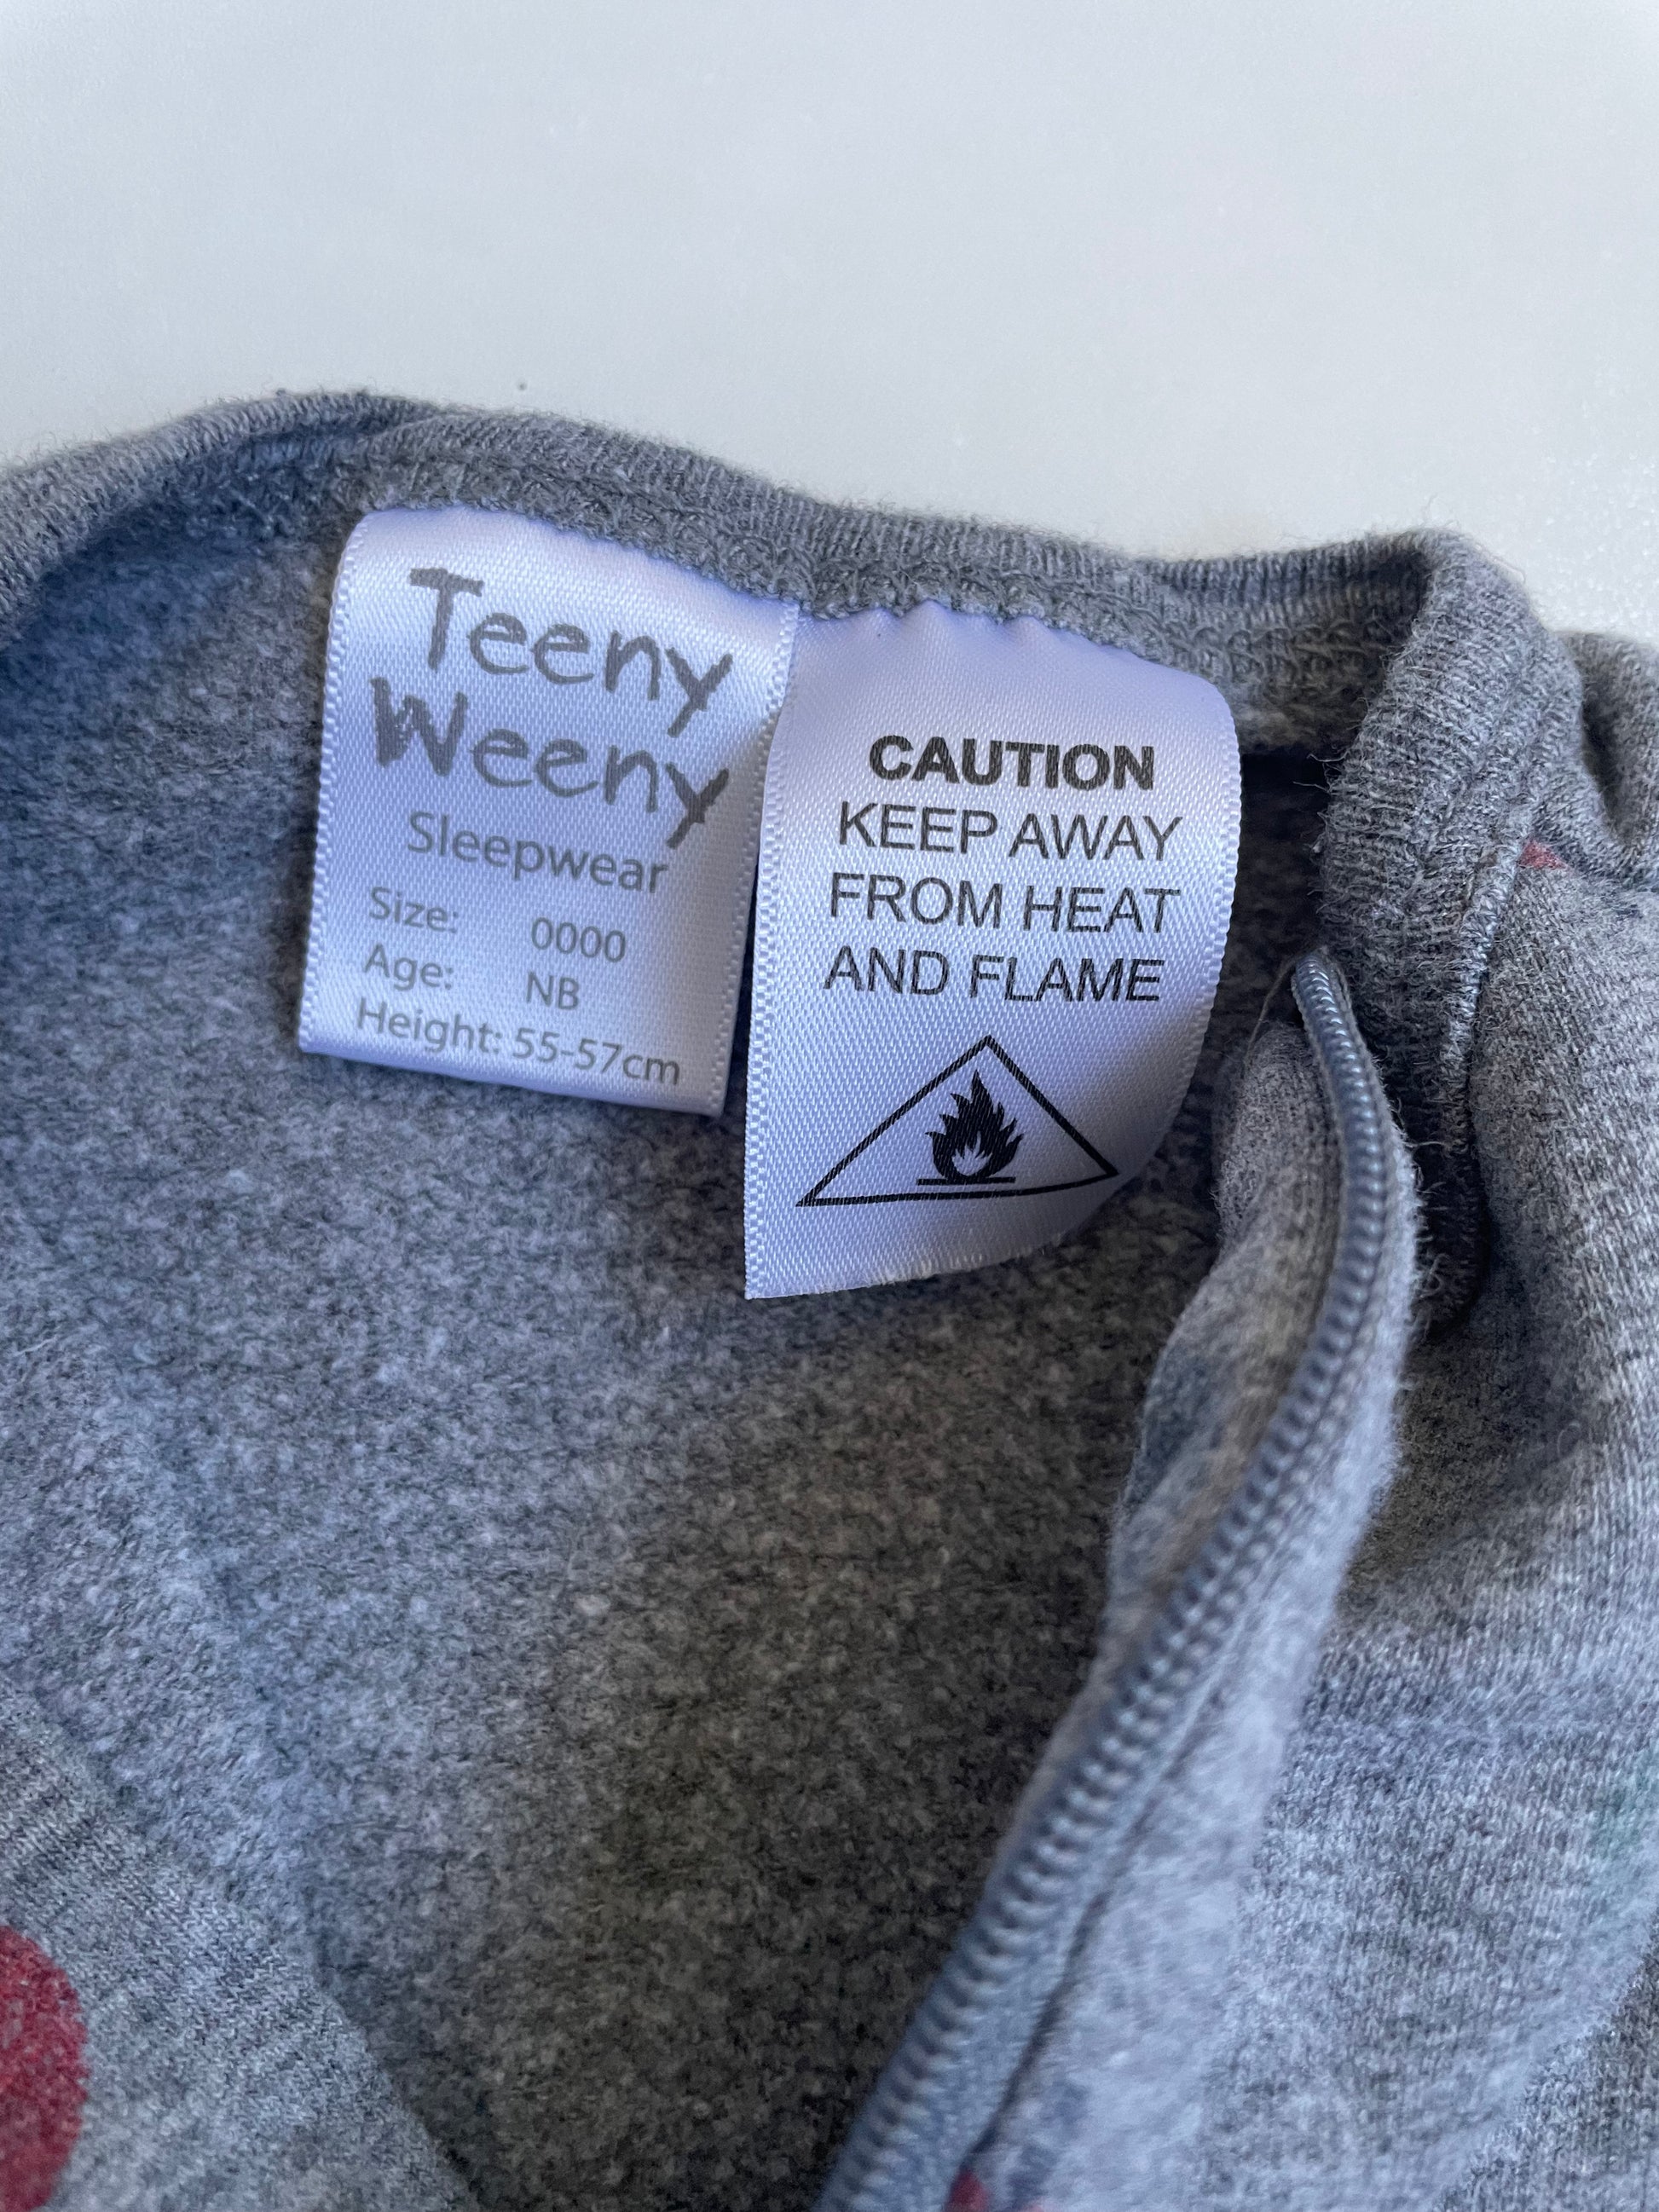 Teeny
Weeny
Sleepwear
Size: 0000
Age: NB
Height: 55-57cm
CAUTION
KEEP AWAY
FROM HEAT
AND FLAME